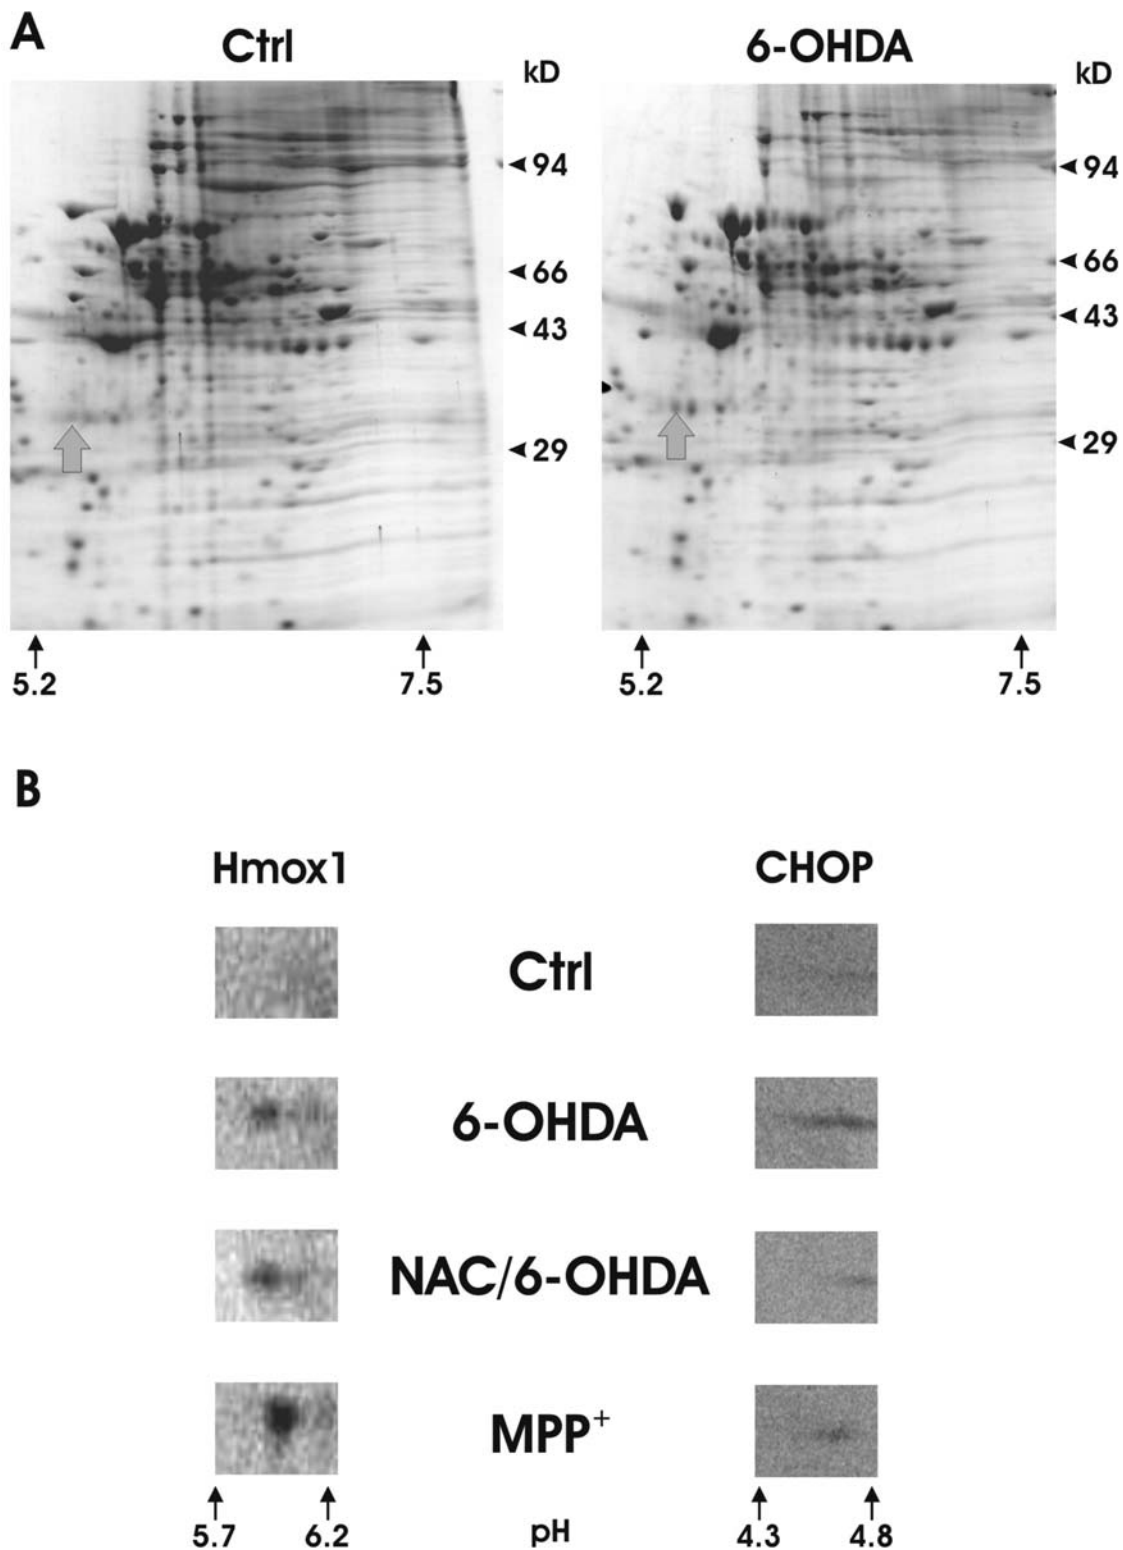 A
Ctrl
6-OHDA
kD
kD
94
94
66
66
43
43
29
29
5.2
7.5
5.2
7.5
B
Hmox1
CHOP
Ctrl
6-OHDA
NAC/6-OHDA
MPP⁺
5.7
6.2
pH
4.3
4.8